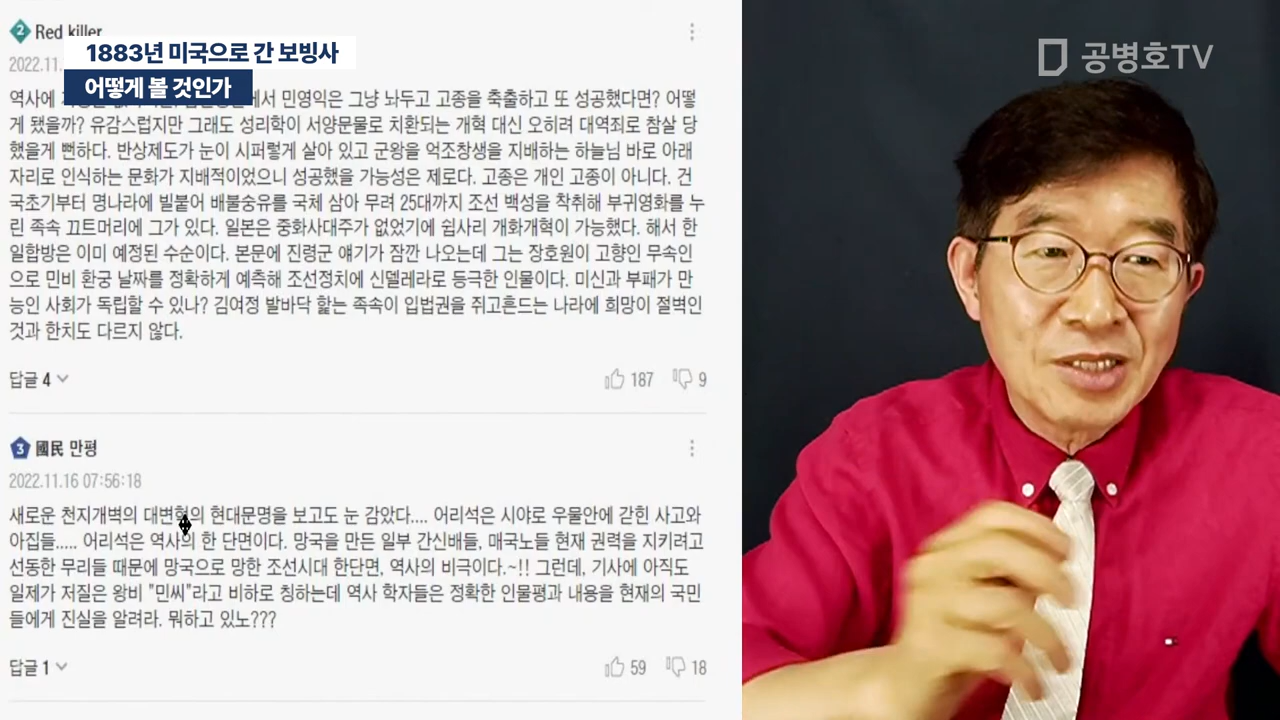 2 Red killer
1883년 미국으로 간 보빙사
2022.11.
어떻게 볼 것인가
역사에
에서 민영익은 그냥 놔두고 고종을 축출하고 또 성공했다면? 어떻
게 됐을까? 유감스럽지만 그래도 성리학이 서양문물로 치환되는 개혁 대신 오히려 대역죄로 참살 당
했을게 뻔하다. 반상제도가 눈이 시퍼렇게 살아 있고 군왕을 억조창생을 지배하는 하늘님 바로 아래
자리로 인식하는 문화가 지배적이었으니 성공했을 가능성은 제로다. 고종은 개인 고종이 아니다. 건
국초기부터 명나라에 빌붙어 배불숭유를 국체 삼아 무려 25대까지 조선 백성을 착취해 부귀영화를 누
린 족속 끄트머리에 그가 있다. 일본은 중화사대주가 없었기에 쉽사리 개화개혁이 가능했다. 해서 한
일합방은 이미 예정된 수순이다. 본문에 진령군 얘기가 잠깐 나오는데 그는 장호원이 고향인 무속인
으로 민비 환궁 날짜를 정확하게 예측해 조선정치에 신델레라로 등극한 인물이다. 미신과 부패가 만
능인 사회가 독립할 수 있나? 김여정 발바닥 핥는 족속이 입법권을 쥐고흔드는 나라에 희망이 절벽인
것과 한치도 다르지 않다.
답글 4
187 9
3 國民 만평
2022.11.16 07:56:18
새로운 천지개벽의 대변혁의 현대문명을 보고도 눈 감았다.... 어리석은 시야로 우물안에 갇힌 사고와
아집들..... 어리석은 역사의 한 단면이다. 망국을 만든 일부 간신배들, 매국노들 현재 권력을 지키려고
선동한 무리들 때문에 망국으로 망한 조선시대 한단면, 역사의 비극이다.~!! 그런데, 기사에 아직도
일제가 저질은 왕비 "민씨"라고 비하로 칭하는데 역사 학자들은 정확한 인물평과 내용을 현재의 국민
들에게 진실을 알려라. 뭐하고 있노???
답글 1
59 18
공병호TV